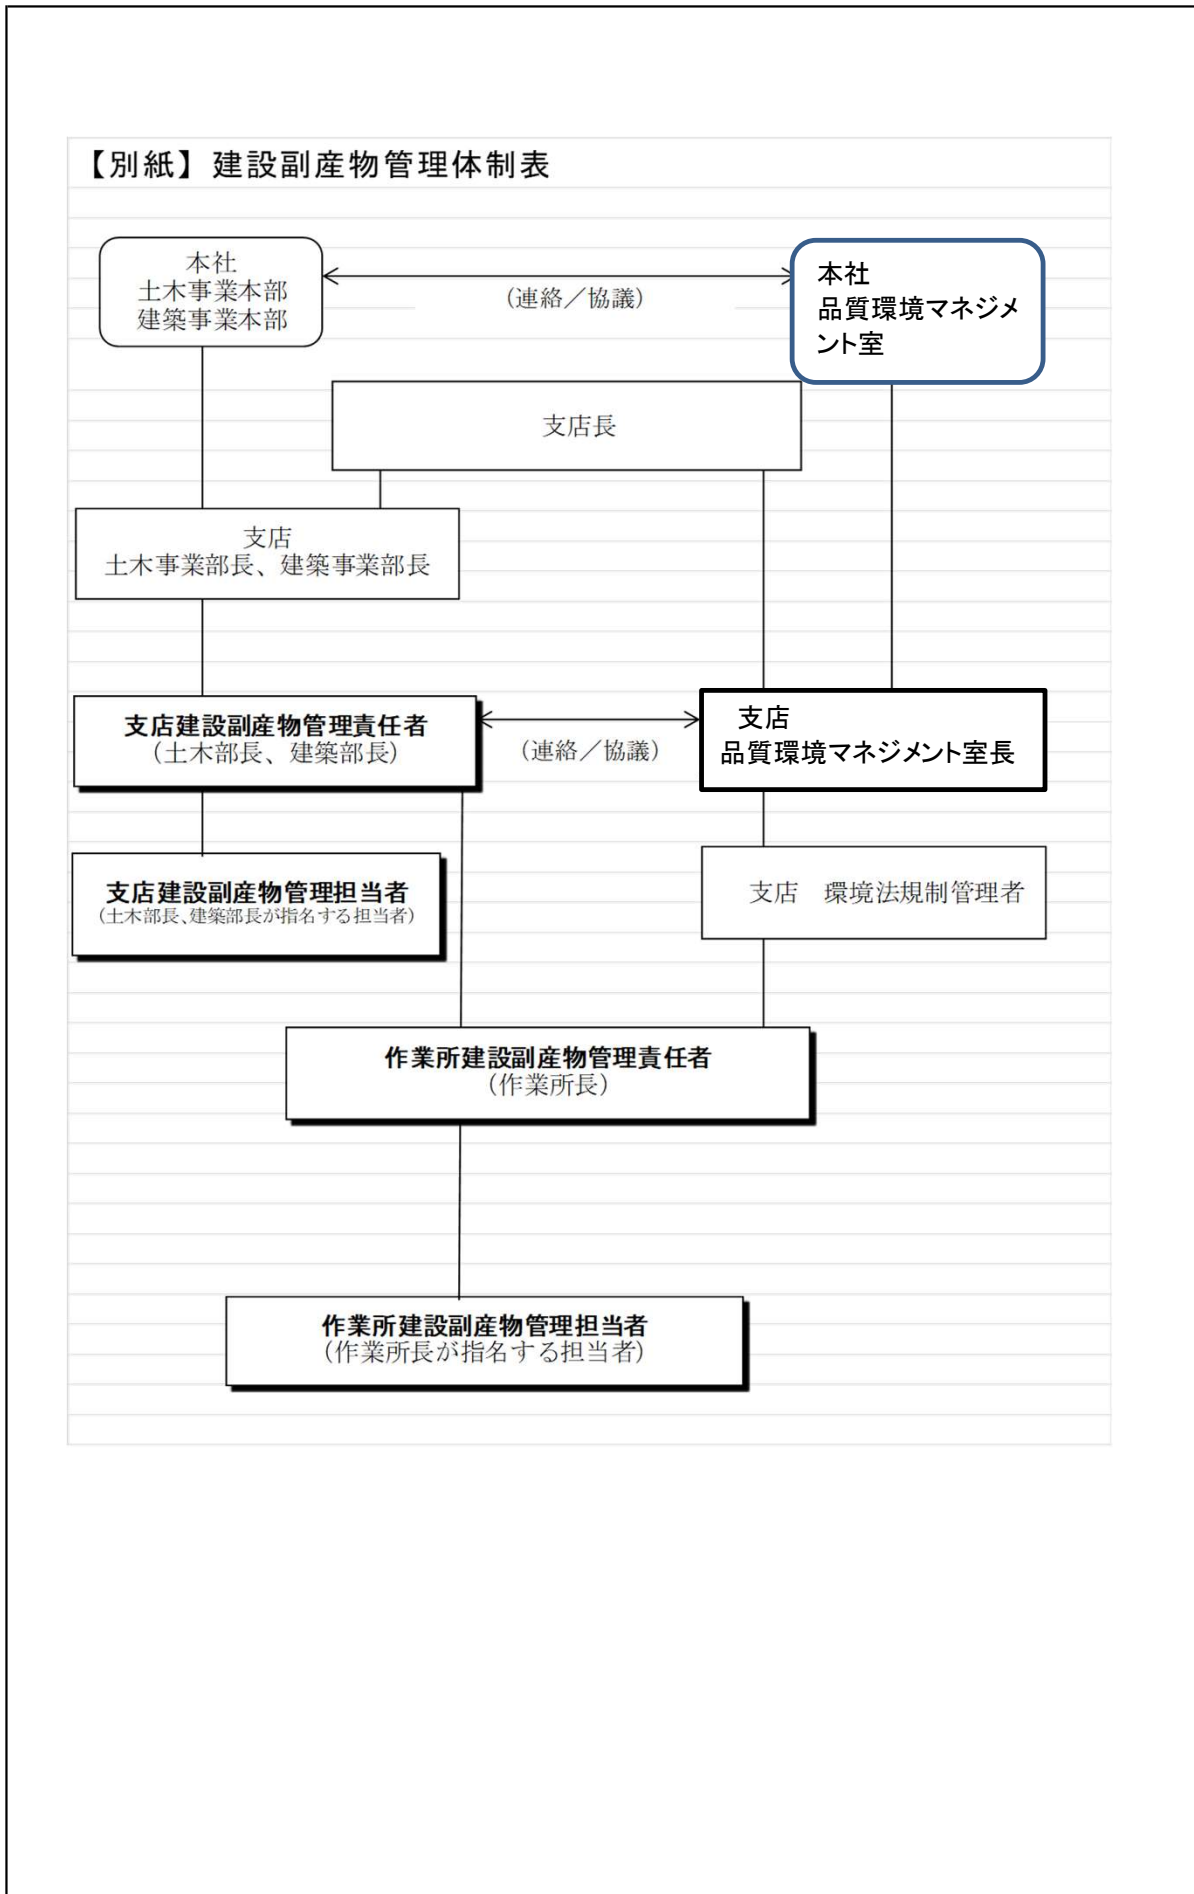 【別紙】建設副産物管理体制表
本社
土木事業本部
建築事業本部
（連絡／協議）
本社
品質環境マネジメ
ント室
支店長
支店
土木事業部長、建築事業部長
支店建設副産物管理責任者
（土木部長、建築部長）
（連絡／協議）
支店
品質環境マネジメント室長
支店建設副産物管理担当者
（土木部長、建築部長が指名する担当者）
支店　環境法規制管理者
作業所建設副産物管理責任者
（作業所長）
作業所建設副産物管理担当者
（作業所長が指名する担当者）